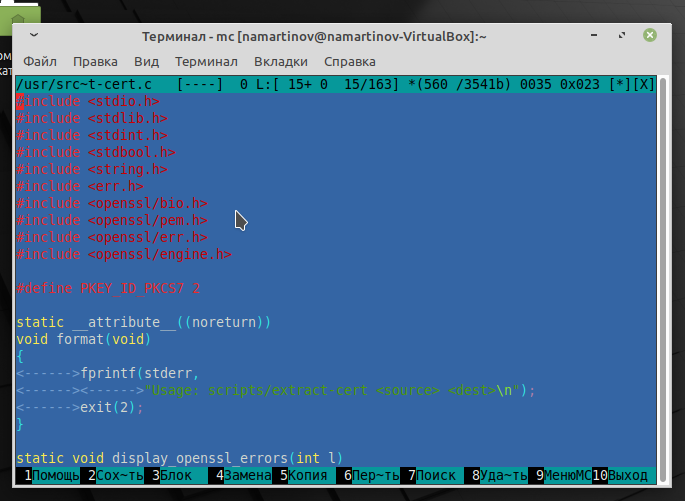 Терминал - mc [namartinov@namartinov-VirtualBox]:~
Файл Правка Вид Терминал Вкладки Справка
/usr/src~t-cert.c [----] 0 L:[ 15+ 0 15/163] *(560 /3541b) 0035 0x023 [*][X]
#include <stdio.h>
#include <stdlib.h>
#include <stdint.h>
#include <stdbool.h>
#include <string.h>
#include <err.h>
#include <openssl/bio.h>
#include <openssl/pem.h>
#include <openssl/err.h>
#include <openssl/engine.h>
#define PKEY_ID_PKCS7 2
static __attribute__((noreturn))
void format(void)
{
<------>fprintf(stderr,
<------><------>"Usage: scripts/extract-cert <source> <dest>\n");
<------>exit(2);
}
static void display_openssl_errors(int l)
1Помощь 2Сох~ть 3Блок 4Замена 5Копия 6Пер~ть 7Поиск 8Уда~ть 9МенюMC 10Выход